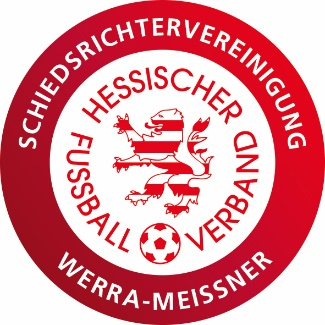 SCHIEDSRICHTERVEREINIGUNG
HESSISCHER
FUSSBALL VERBAND
WERRA-MEISSNER